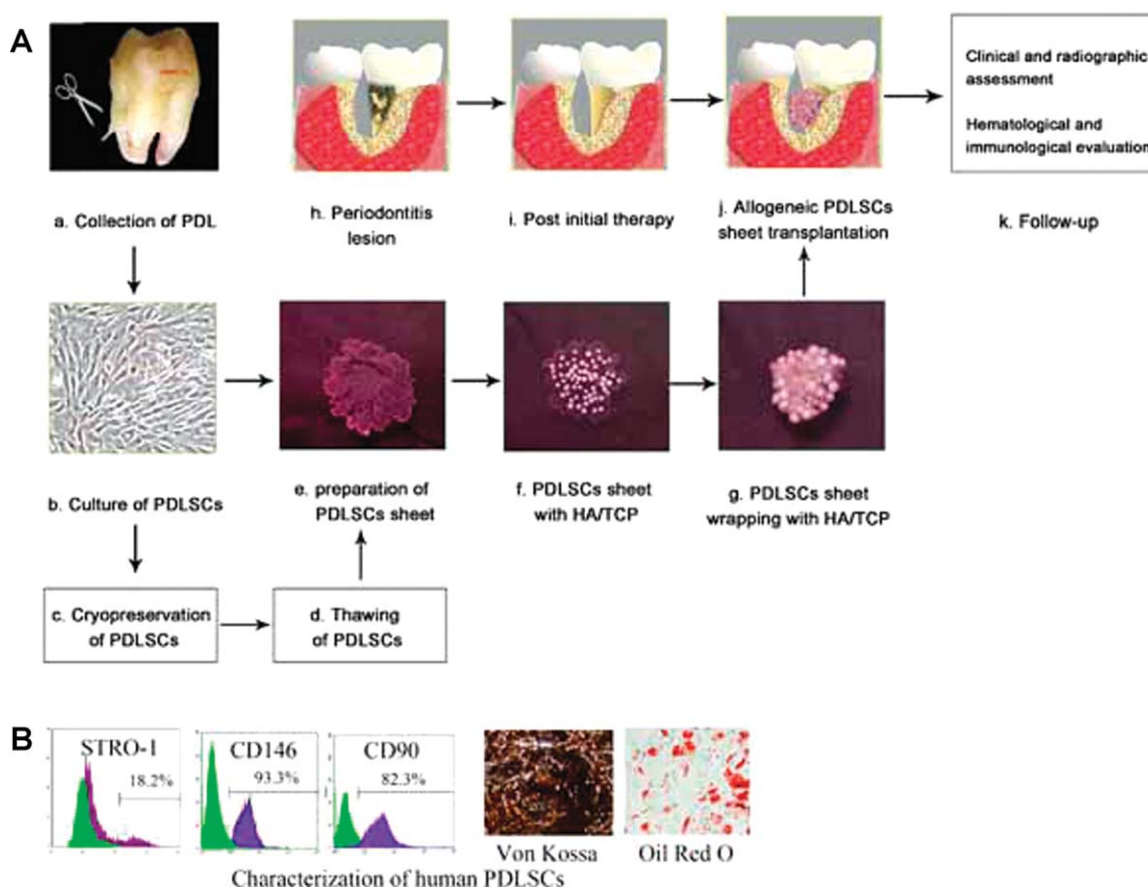 A
Clinical and radiographic
assessment
Hematological and
immunological evaluation
a. Collection of PDL
h. Periodontitis
lesion
i. Post initial therapy
j. Allogeneic PDLSCs
sheet transplantation
k. Follow-up
b. Culture of PDLSCs
e. preparation of
PDLSCs sheet
f. PDLSCs sheet
with HA/TCP
g. PDLSCs sheet
wrapping with HA/TCP
c. Cryopreservation
of PDLSCs
d. Thawing
of PDLSCs
B
STRO-1
18.2%
CD146
93.3%
CD90
82.3%
Von Kossa
Oil Red O
Characterization of human PDLSCs